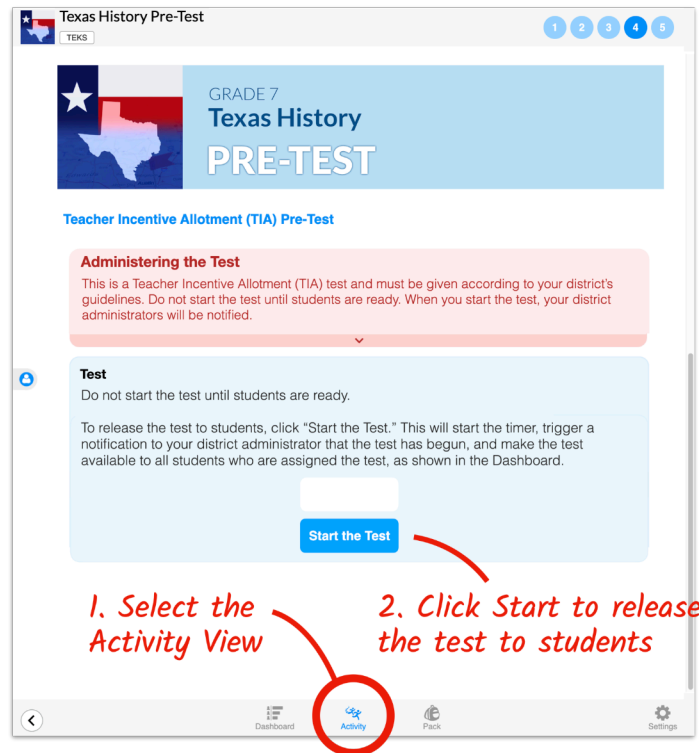 Texas History Pre-Test
TEKS
1 2 3 4 5
GRADE 7
Texas History
PRE-TEST
Teacher Incentive Allotment (TIA) Pre-Test
Administering the Test
This is a Teacher Incentive Allotment (TIA) test and must be given according to your district's
guidelines. Do not start the test until students are ready. When you start the test, your district
administrators will be notified.
Test
Do not start the test until students are ready.
To release the test to students, click “Start the Test.” This will start the timer, trigger a
notification to your district administrator that the test has begun, and make the test
available to all students who are assigned the test, as shown in the Dashboard.
Start the Test
1. Select the
Activity View
2. Click Start to release
the test to students
Dashboard
Activity
Pack
Settings